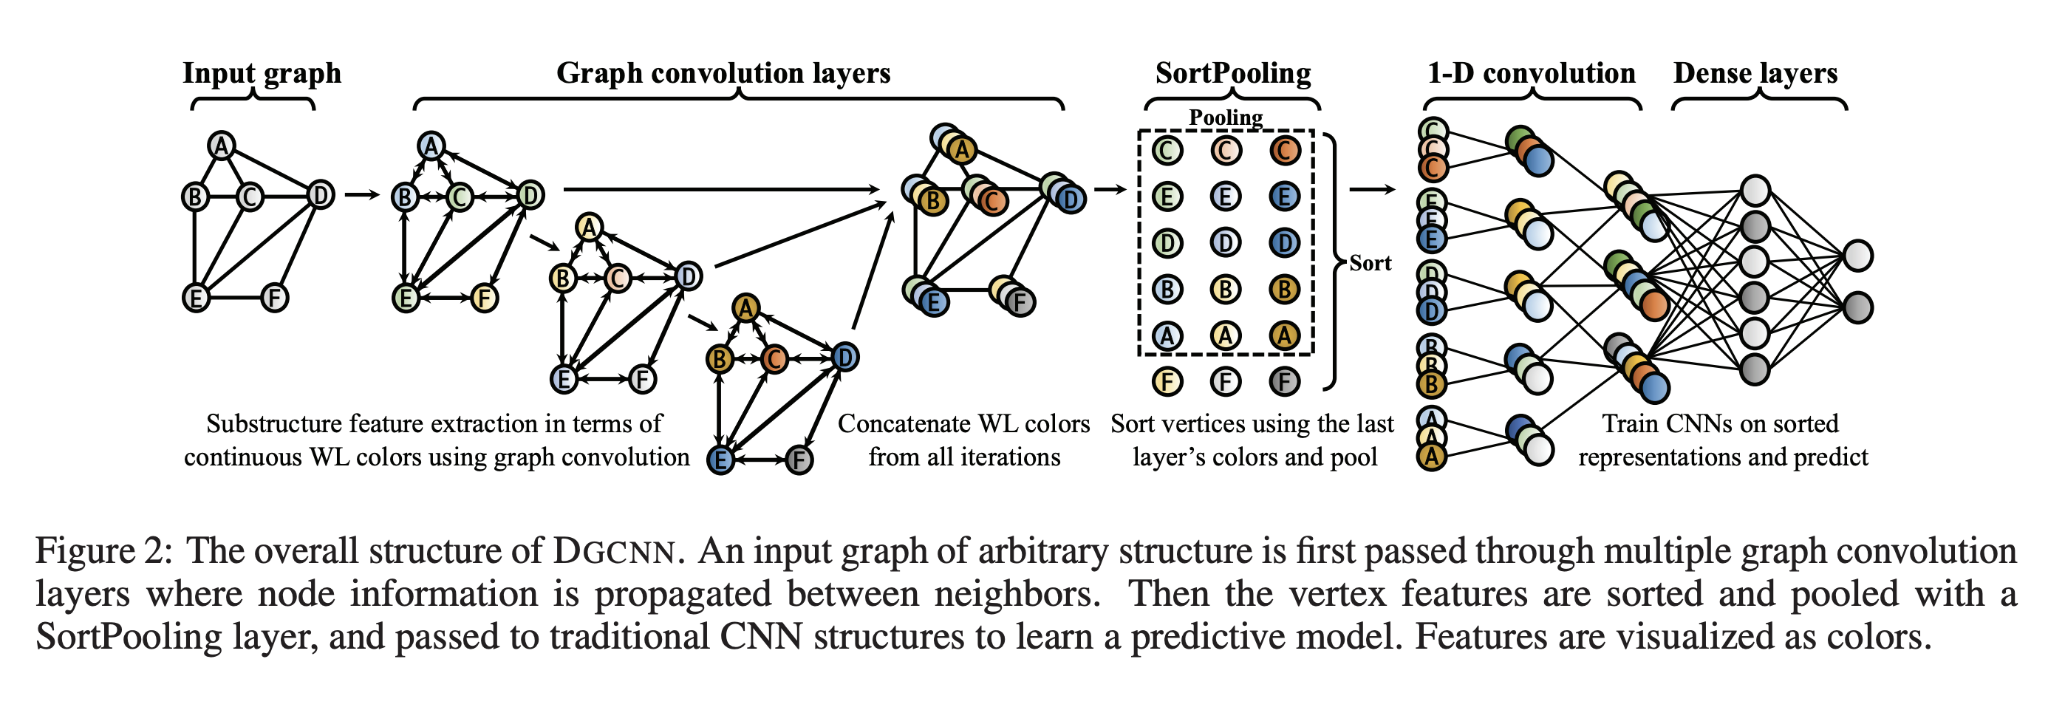 Input graph
Graph convolution layers
SortPooling
1-D convolution
Dense layers
Pooling
A
B C D
E F
A
B C D
E F
A
B C D
E F
A
B C D
E F
A
B C D
E F
C C C
E E E
D D D
B B B
A A A
F F F
Sort
C
C
C
E
E
E
D
D
D
B
B
B
A
A
A
Substructure feature extraction in terms of
continuous WL colors using graph convolution
Concatenate WL colors
from all iterations
Sort vertices using the last
layer's colors and pool
Train CNNs on sorted
representations and predict
Figure 2: The overall structure of DGCNN. An input graph of arbitrary structure is first passed through multiple graph convolution
layers where node information is propagated between neighbors. Then the vertex features are sorted and pooled with a
SortPooling layer, and passed to traditional CNN structures to learn a predictive model. Features are visualized as colors.